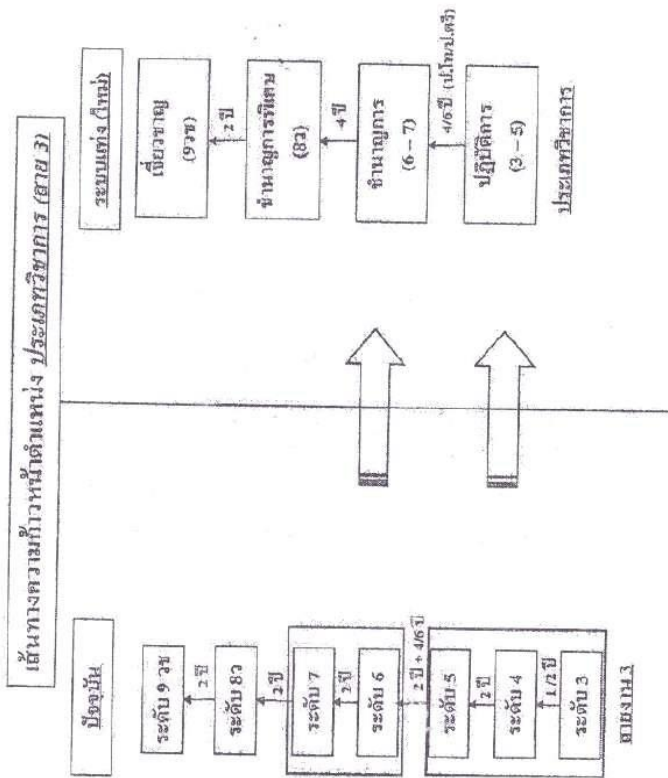 เส้นทางความก้าวหน้าตำแหน่ง ประเภทวิชาการ (สาย 3)
ปัจจุบัน
ระดับ 9 วช
2 ปี
ระดับ 8ว
2 ปี
ระดับ 7
2 ปี
ระดับ 6
2 ปี + 4/6 ปี
ระดับ 5
2 ปี
ระดับ 4
1/2 ปี
ระดับ 3
สายงาน 3
ระบบแท่ง (ใหม่)
เชี่ยวชาญ
(9วช)
2 ปี
ชำนาญการพิเศษ
(8ว)
4 ปี
ชำนาญการ
(6 – 7)
4/6 ปี (ป.โท/ป.ตรี)
ปฏิบัติการ
(3 – 5)
ประเภทวิชาการ